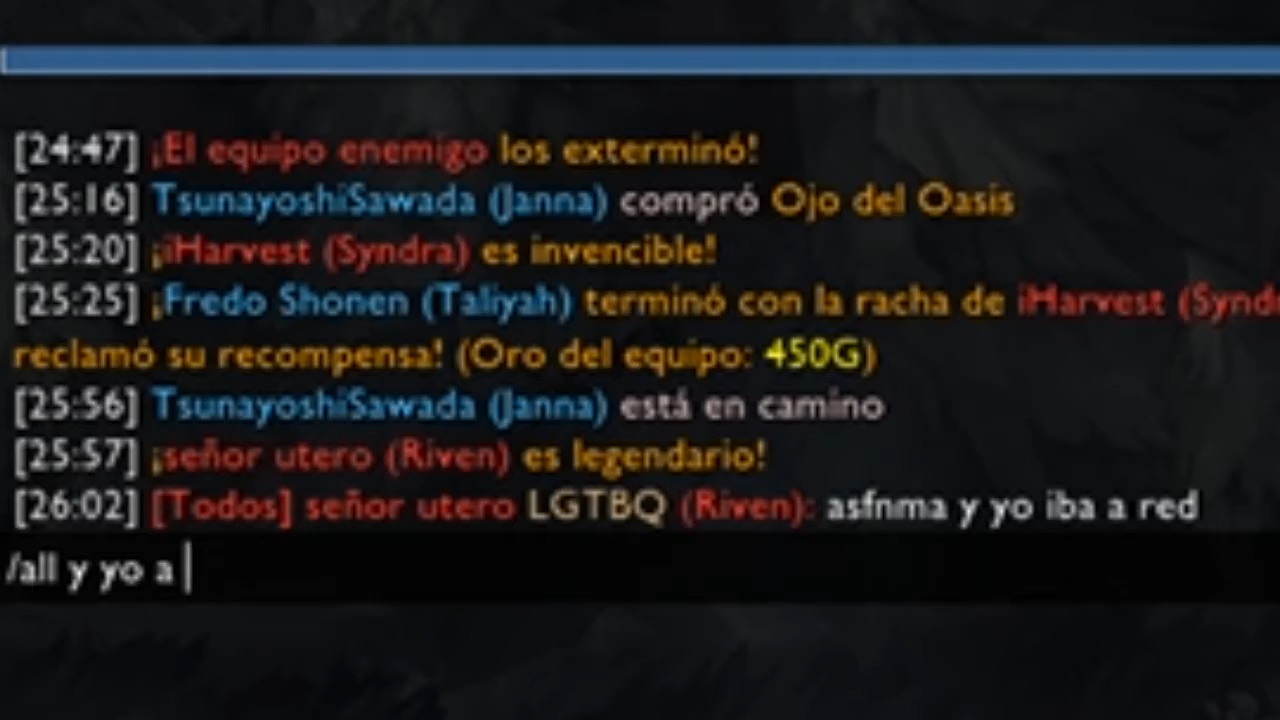 [24:47] ¡El equipo enemigo los exterminó!
[25:16] TsunayoshiSawada (Janna) compró Ojo del Oasis
[25:20] ¡iHarvest (Syndra) es invencible!
[25:25] ¡Fredo Shonen (Taliyah) terminó con la racha de iHarvest (Synd
reclamó su recompensa! (Oro del equipo: 450G)
[25:56] TsunayoshiSawada (Janna) está en camino
[25:57] ¡señor utero (Riven) es legendario!
[26:02] [Todos] señor utero LGTBQ (Riven): asfnma y yo iba a red
/all y yo a